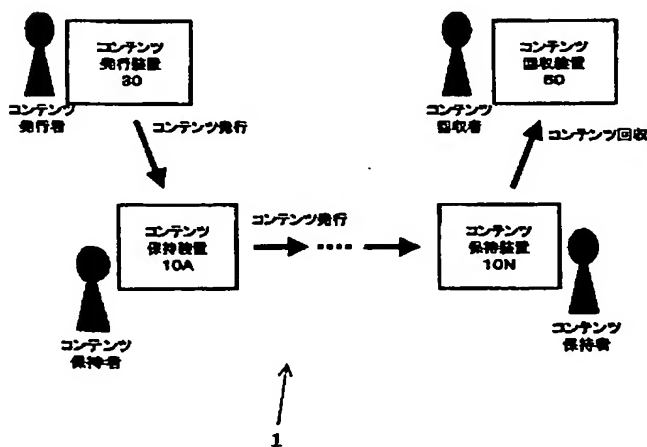 コンテンツ
発行装置
30
コンテンツ
発行者
コンテンツ発行
コンテンツ
回収装置
50
コンテンツ
回収者
コンテンツ回収
コンテンツ
保持装置
10A
コンテンツ
保持者
コンテンツ発行
コンテンツ
保持装置
10N
コンテンツ
保持者
1